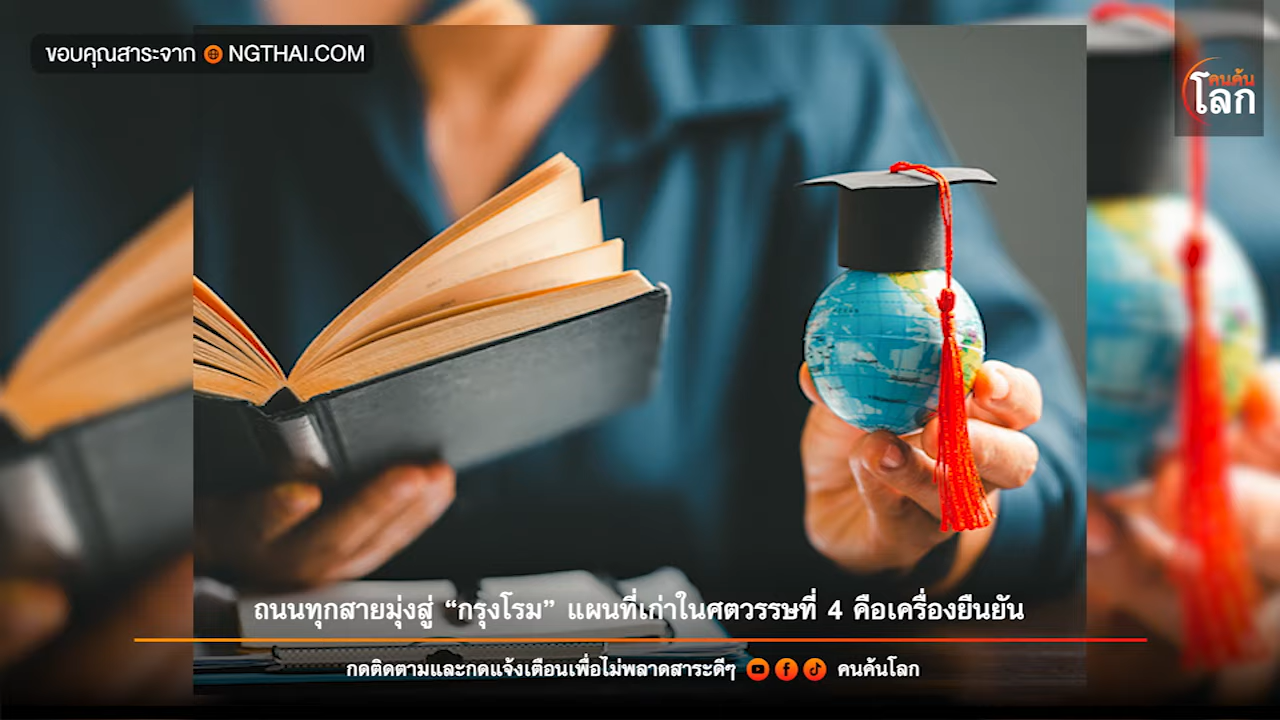 ขอบคุณสาระจาก NGTHAI.COM
คนค้น
โลก
ถนนทุกสายมุ่งสู่ “กรุงโรม” แผนที่เก่าในศตวรรษที่ 4 คือเครื่องยืนยัน
กดติดตามและกดแจ้งเตือนเพื่อไม่พลาดสาระดีๆ คนค้นโลก